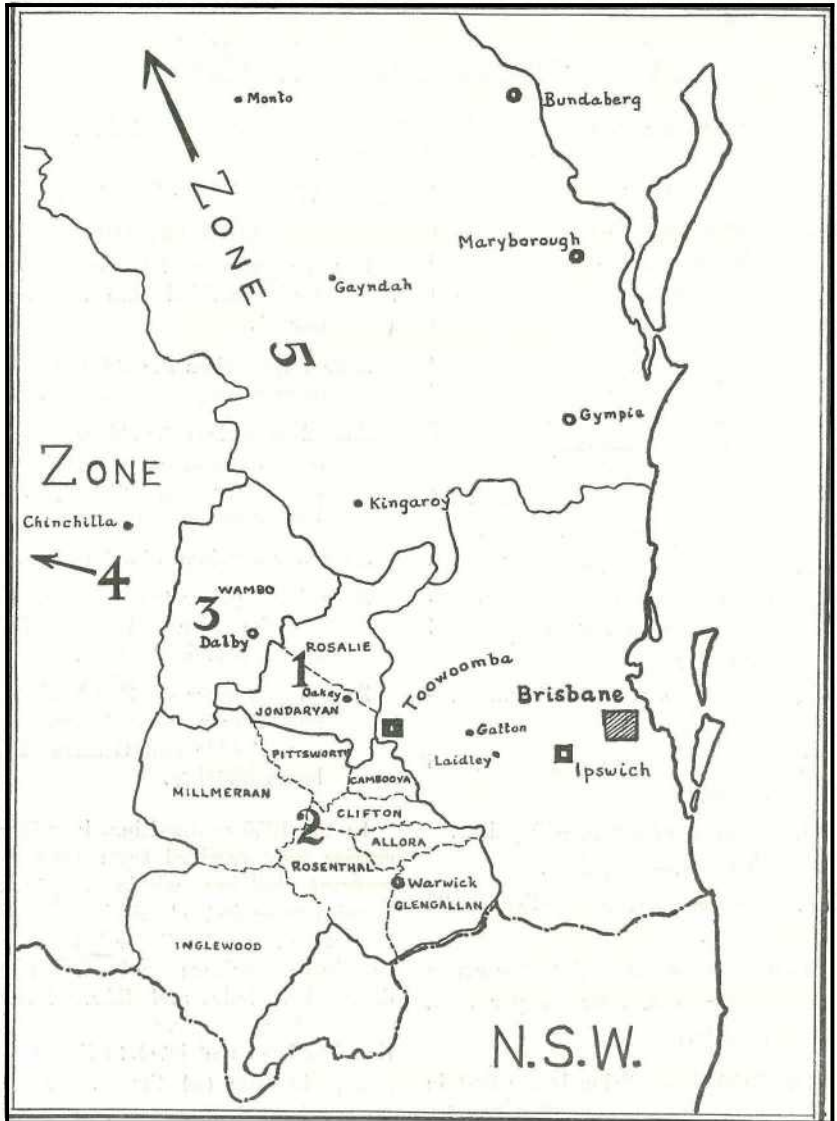 Monto
Bundaberg
ZONE 5
Maryborough
Gayndah
Gympie
ZONE
4
Kingaroy
Chinchilla
WAMBO
3
Dalby
ROSALIE
1
Oakey
JONDARYAN
Toowoomba
Brisbane
Gatton
Laidley
Ipswich
PITTSWORTH
CAMBOOYA
MILLMERRAN
2
CLIFTON
ALLORA
ROSENTHAL
Warwick
GLENGALLAN
INGLEWOOD
N.S.W.